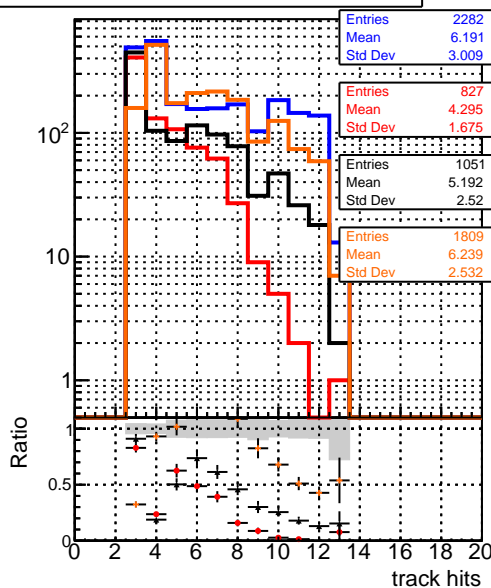 Entries 2282
Mean 6.191
Std Dev 3.009
Entries 827
Mean 4.295
Std Dev 1.675
Entries 1051
Mean 5.192
Std Dev 2.52
Entries 1809
Mean 6.239
Std Dev 2.532
10²
10
1
Ratio
1
0.5
0
0 2 4 6 8 10 12 14 16 18 20
track hits